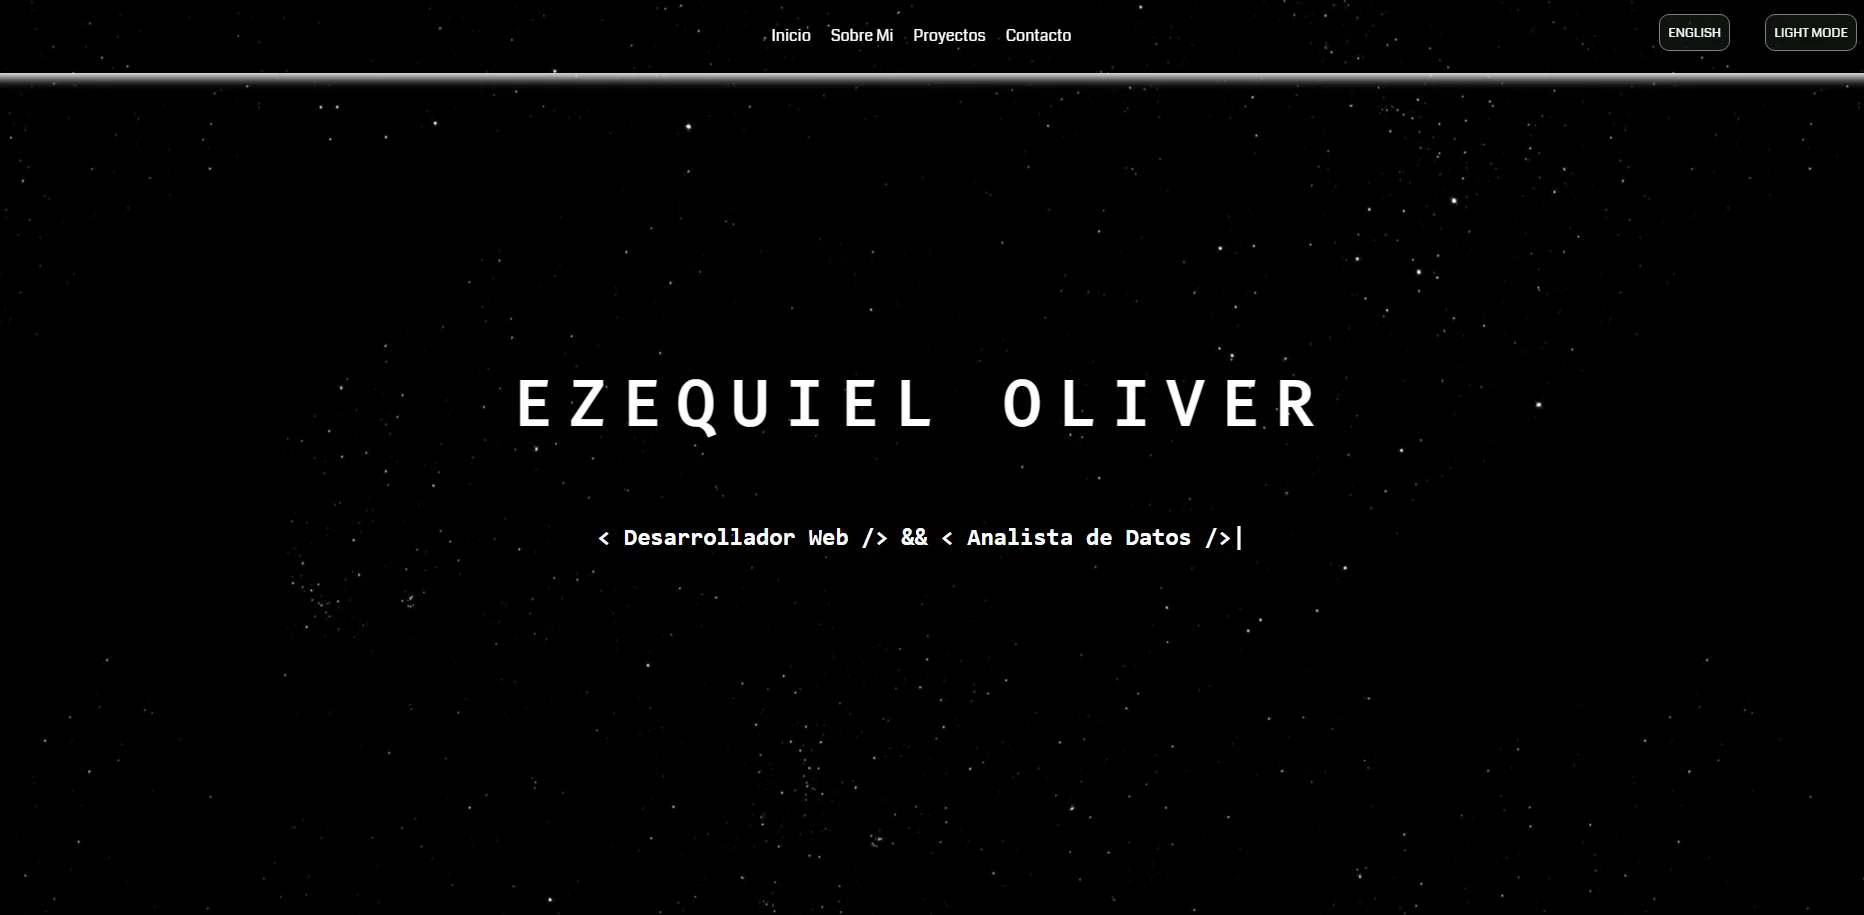 Inicio Sobre Mi Proyectos Contacto ENGLISH LIGHT MODE
EZEQUIEL OLIVER
< Desarrollador Web /> && < Analista de Datos />|